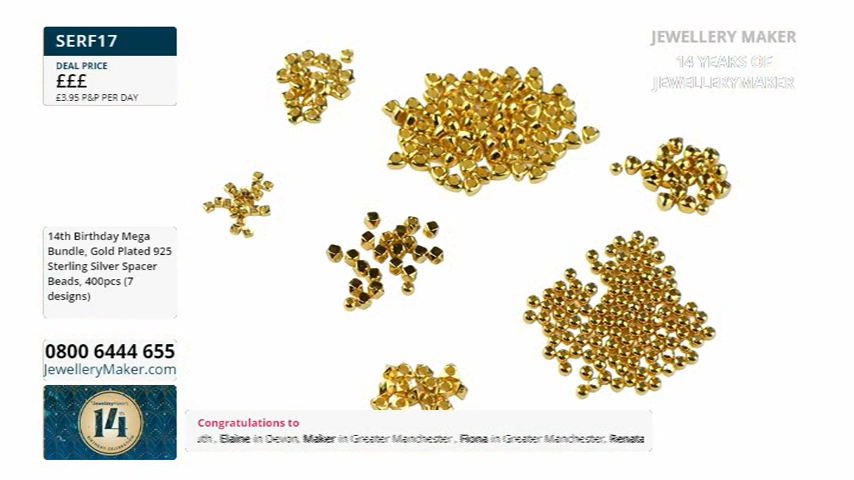 SERF17
DEAL PRICE
£££
£3.95 P&P PER DAY
JEWELLERY MAKER
14 YEARS OF
JEWELLERYMAKER
14th Birthday Mega
Bundle, Gold Plated 925
Sterling Silver Spacer
Beads, 400pcs (7
designs)
0800 6444 655
JewelleryMaker.com
14th
Congratulations to
uth , Elaine in Devon, Maker in Greater Manchester , Fiona in Greater Manchester, Renata